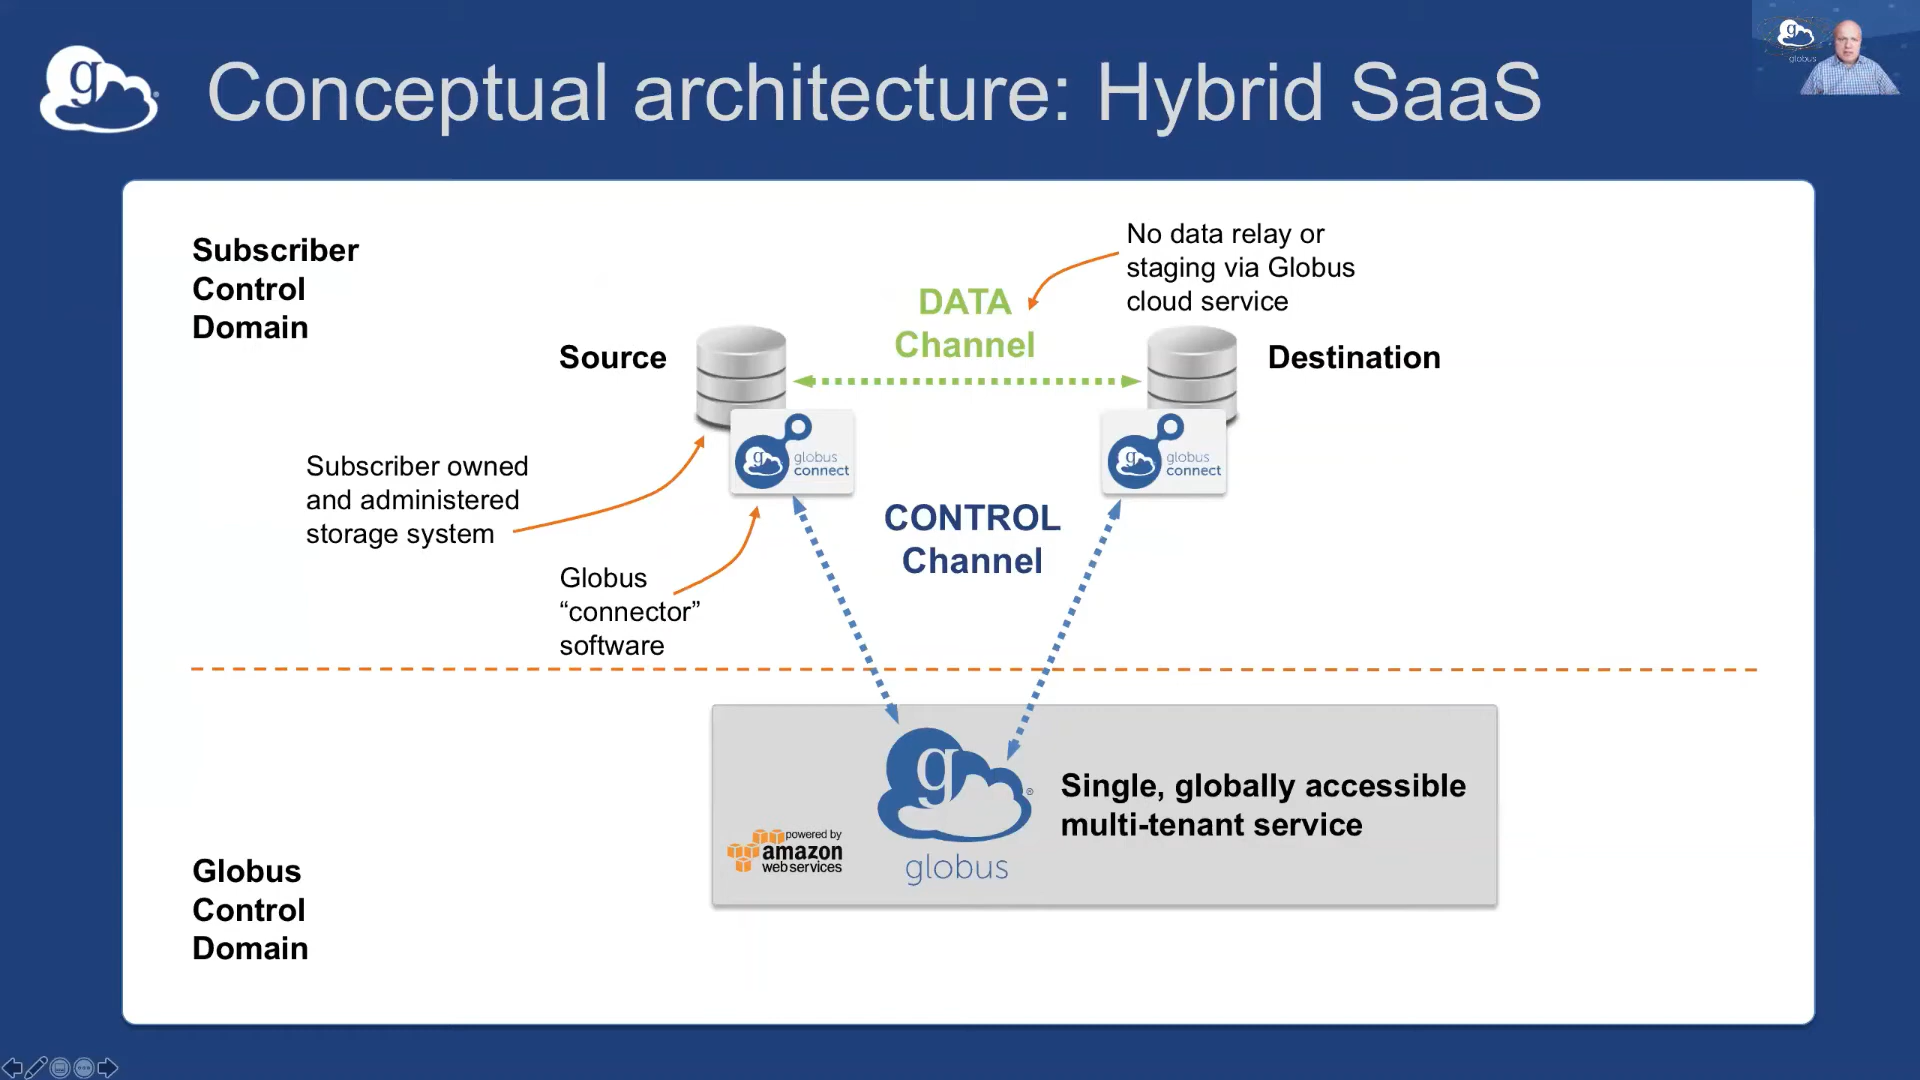 g
Conceptual architecture: Hybrid SaaS
g
globus
Subscriber
Control
Domain
No data relay or
staging via Globus
cloud service
DATA
Channel
Source
Destination
g globus
connect
g globus
connect
Subscriber owned
and administered
storage system
CONTROL
Channel
Globus
“connector”
software
g
®
globus
Single, globally accessible
multi-tenant service
powered by
amazon
web services
Globus
Control
Domain